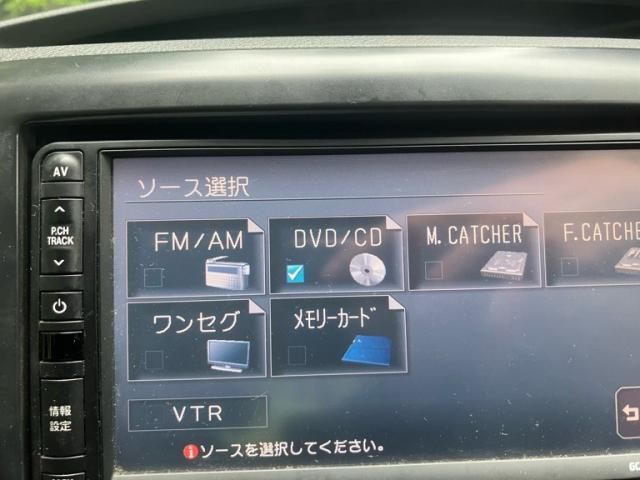 AV
P.CH
TRACK
情報
設定
ソース選択
FM/AM
DVD/CD
M.CATCHER
F.CATCHE
ワンセグ
メモリーカード
VTR
ソースを選択してください。